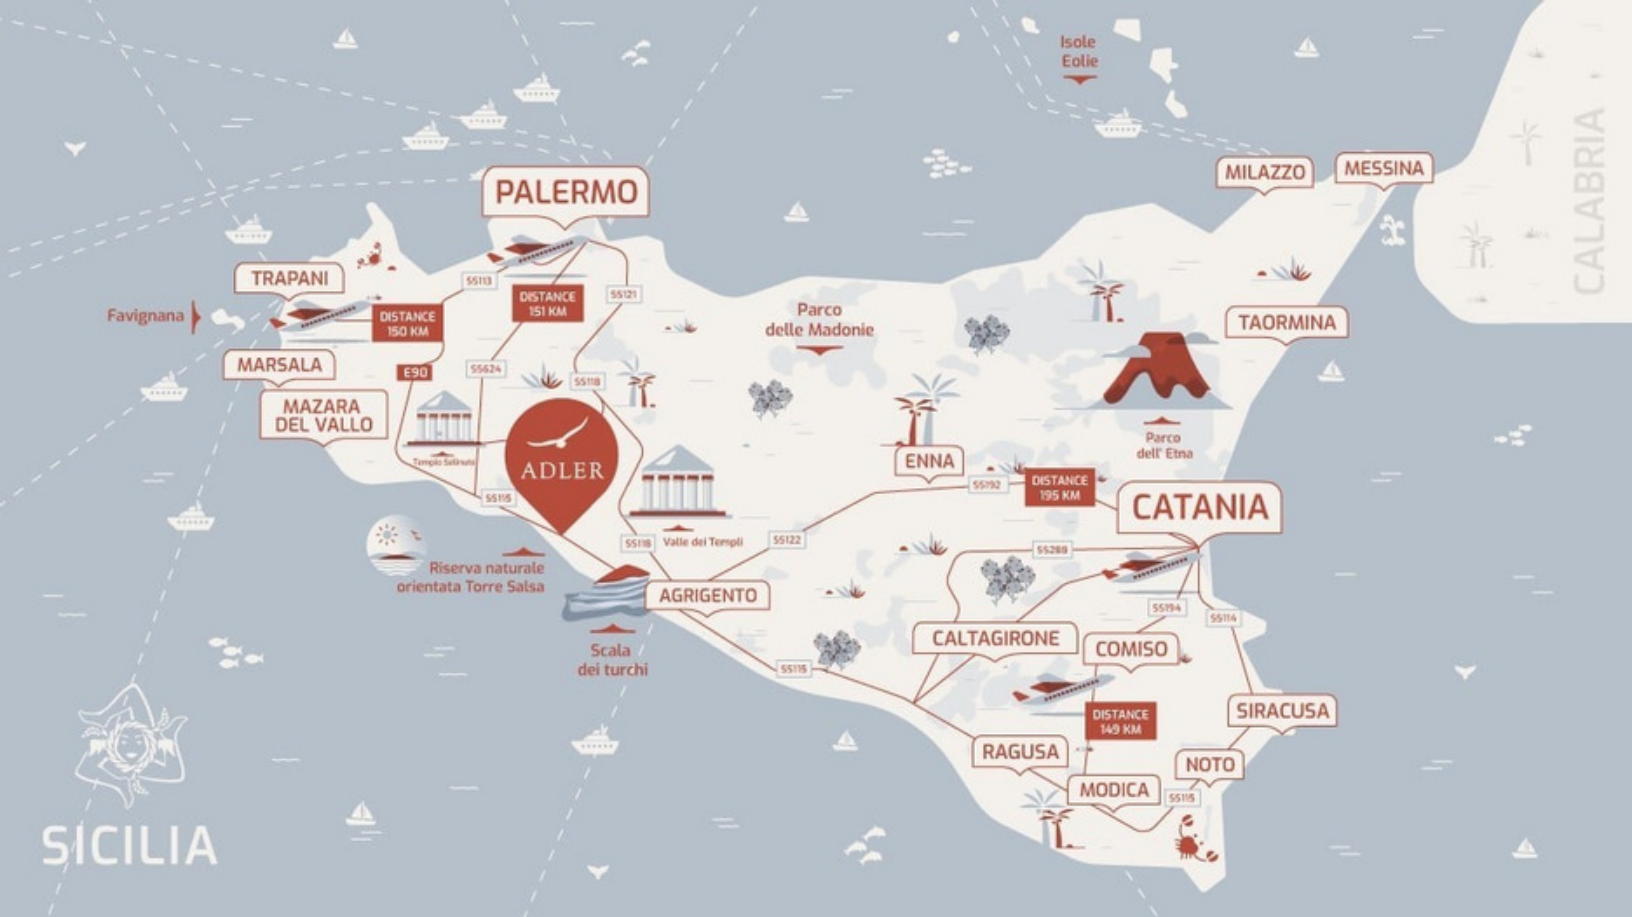 Isole
Eolie
CALABRIA
MILAZZO
MESSINA
PALERMO
TRAPANI
SS113
DISTANCE
151 KM
SS121
Favignana
DISTANCE
150 KM
Parco
delle Madonie
TAORMINA
MARSALA
E90
SS624
SS118
MAZARA
DEL VALLO
Tempio Selinunte
ADLER
Parco
dell' Etna
ENNA
SS192
DISTANCE
195 KM
CATANIA
SS115
SS118
Valle dei Templi
SS122
SS288
Riserva naturale
orientata Torre Salsa
AGRIGENTO
SS194
SS114
CALTAGIRONE
COMISO
Scala
dei turchi
SS115
DISTANCE
149 KM
SIRACUSA
RAGUSA
NOTO
MODICA
SS115
SICILIA